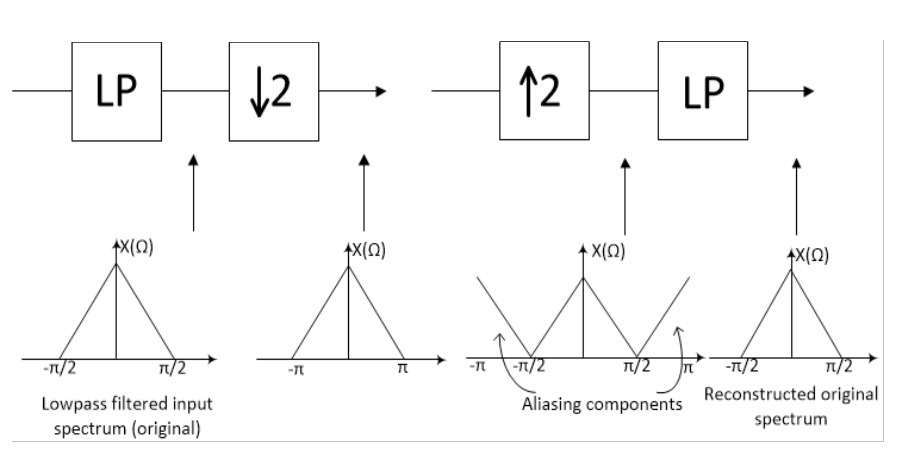 LP ↓2 ↑2 LP
X(Ω) X(Ω) X(Ω) X(Ω)
-π/2 π/2 -π π -π -π/2 π/2 π -π/2 π/2
Lowpass filtered input
spectrum (original)
Aliasing components
Reconstructed original
spectrum